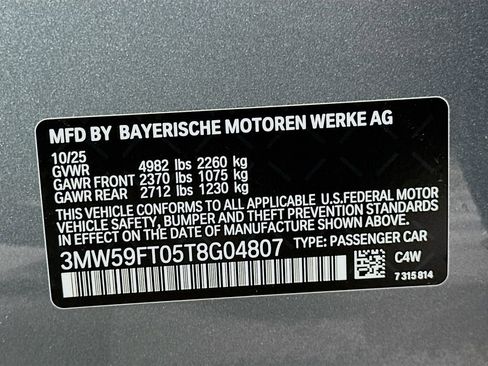 MFD BY BAYERISCHE MOTOREN WERKE AG
10/25
GVWR 4982 lbs 2260 kg
GAWR FRONT 2370 lbs 1075 kg
GAWR REAR 2712 lbs 1230 kg
THIS VEHICLE CONFORMS TO ALL APPLICABLE U.S.FEDERAL MOTOR
VEHICLE SAFETY, BUMPER, AND THEFT PREVENTION STANDARDS IN
EFFECT ON THE DATE OF MANUFACTURE SHOWN ABOVE.
3MW59FT05T8G04807 TYPE: PASSENGER CAR
C4W
7 315 814